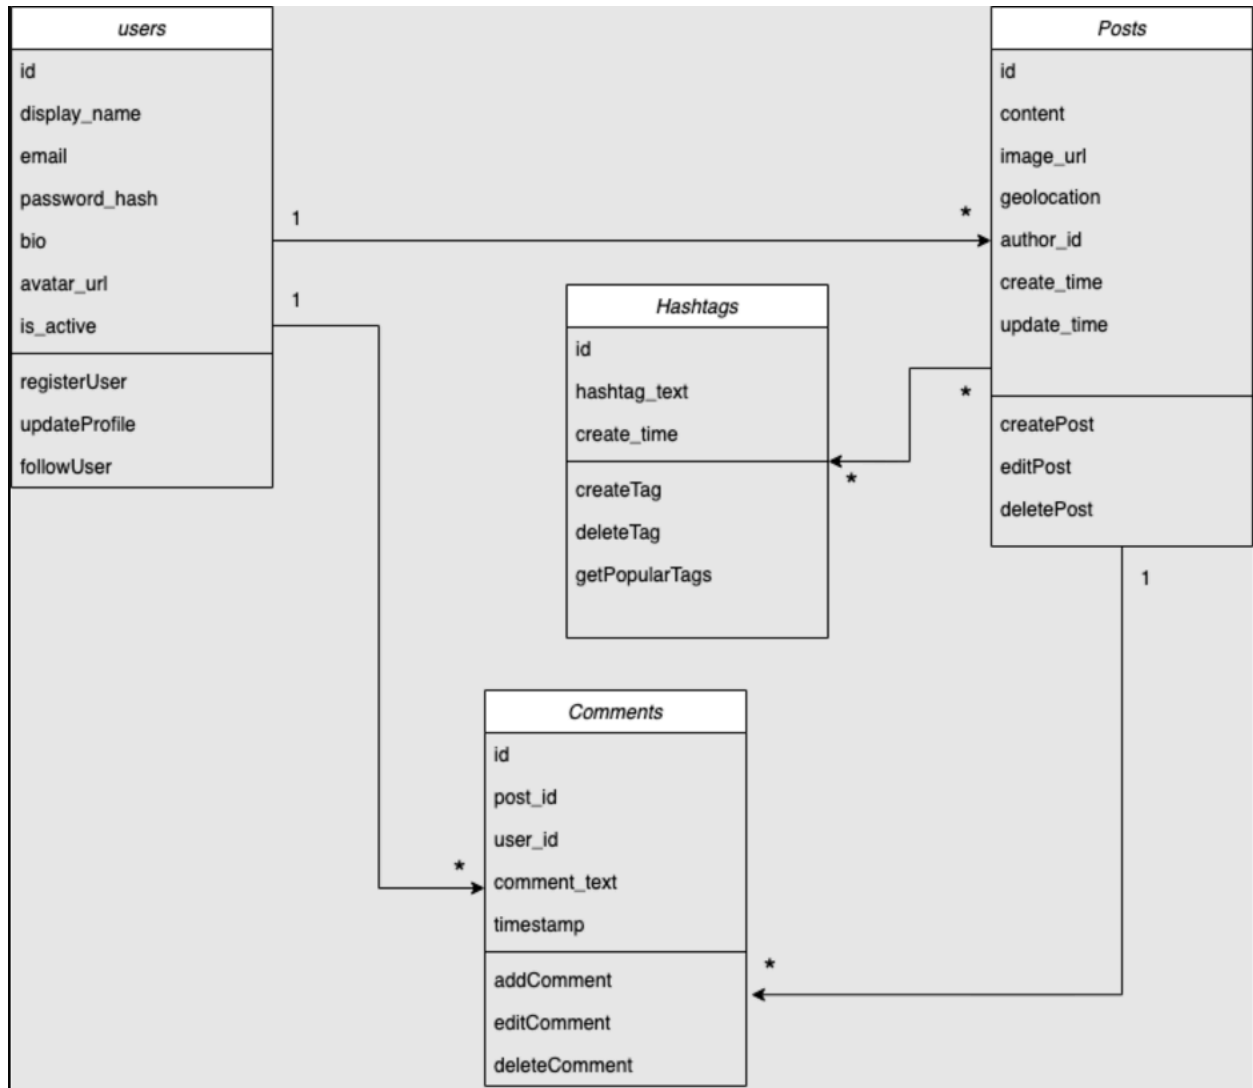 users
id
display_name
email
password_hash
bio
avatar_url
is_active
registerUser
updateProfile
followUser
1
1
*
*
Posts
id
content
image_url
geolocation
author_id
create_time
update_time
createPost
editPost
deletePost
*
*
1
Hashtags
id
hashtag_text
create_time
createTag
deleteTag
getPopularTags
Comments
id
post_id
user_id
comment_text
timestamp
addComment
editComment
deleteComment
*